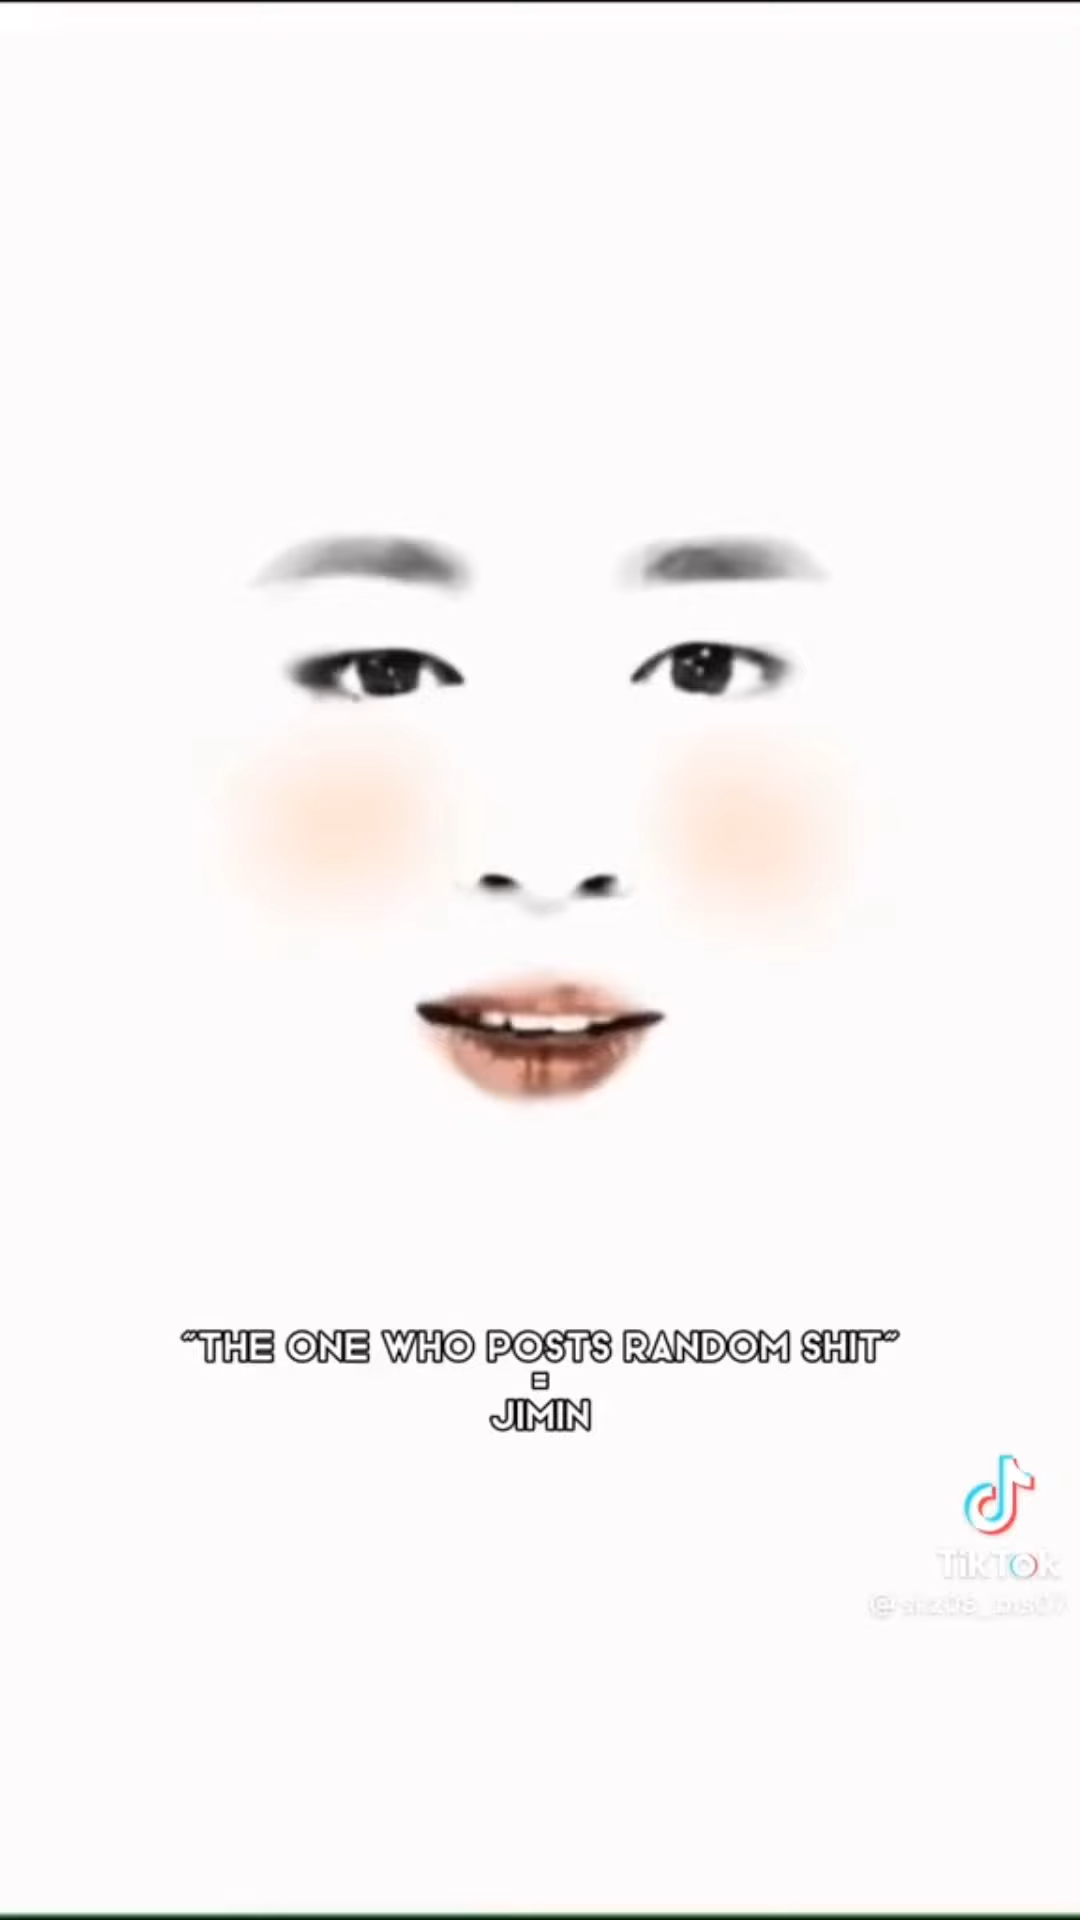 "THE ONE WHO POSTS RANDOM SHIT"
=
JIMIN
TikTok